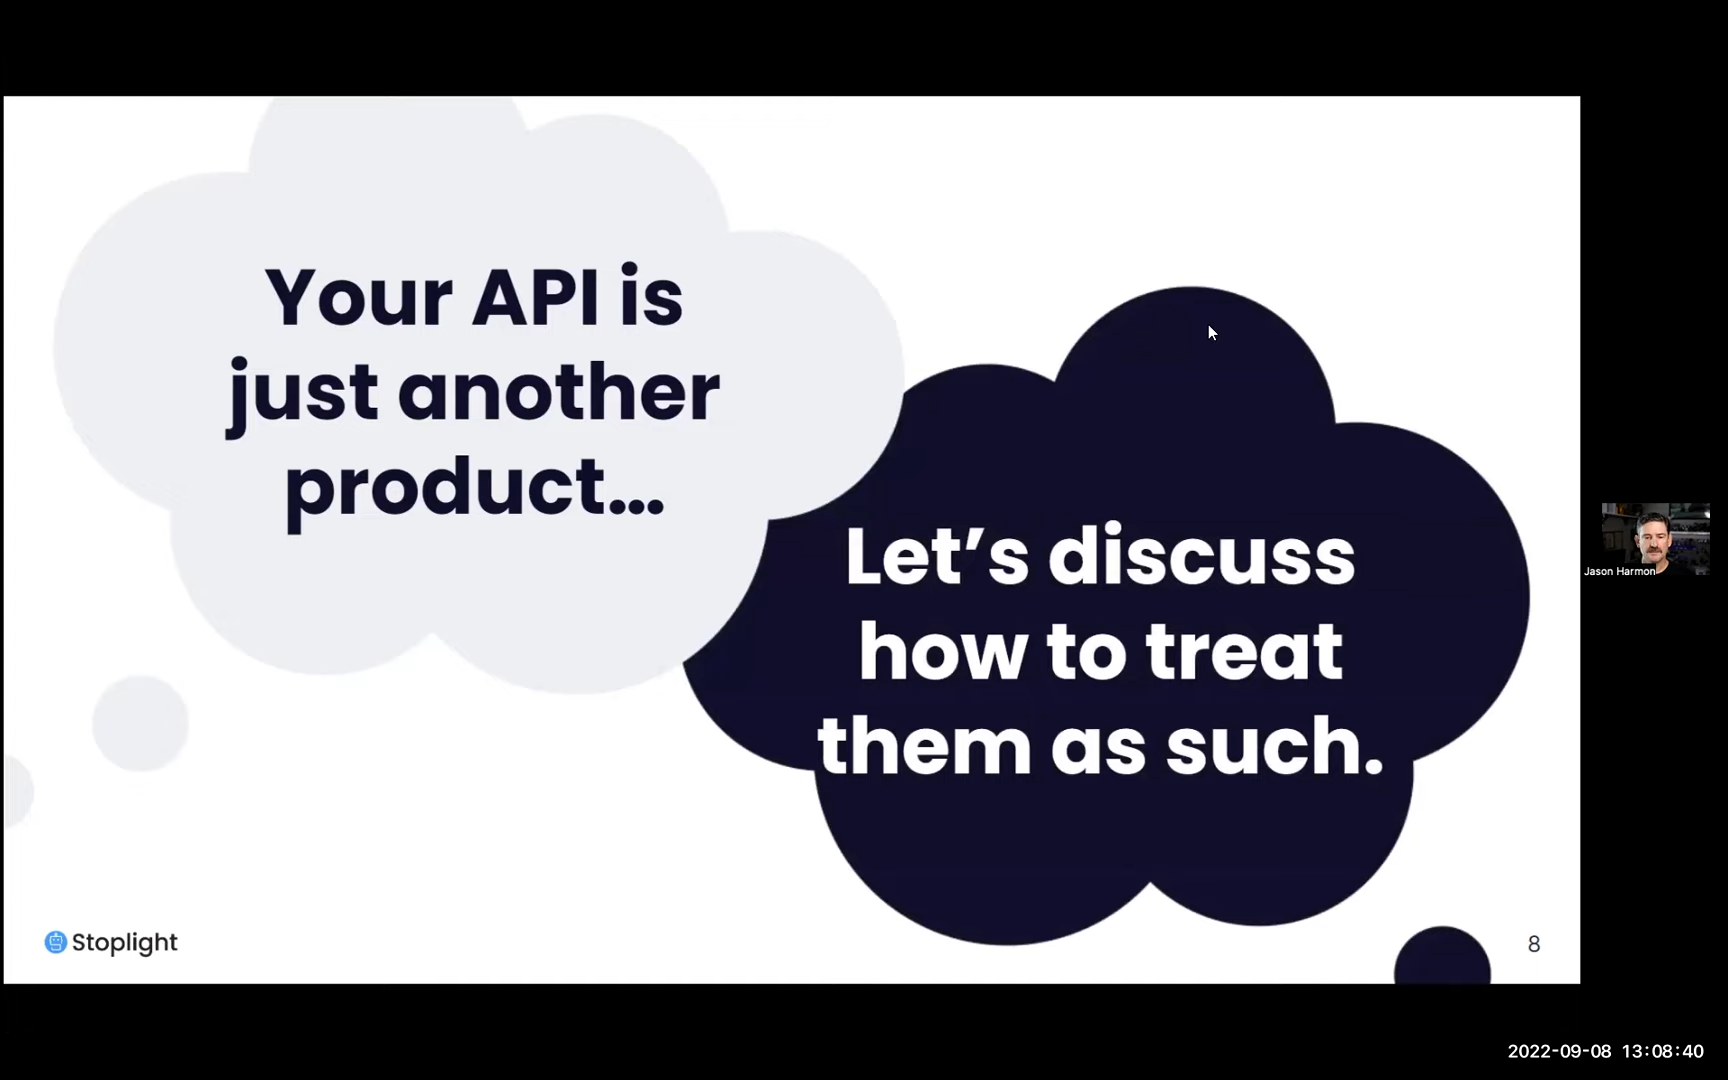 Your API is
just another
product...
Let’s discuss
how to treat
them as such.
Jason Harmon
Stoplight
8
2022-09-08 13:08:40